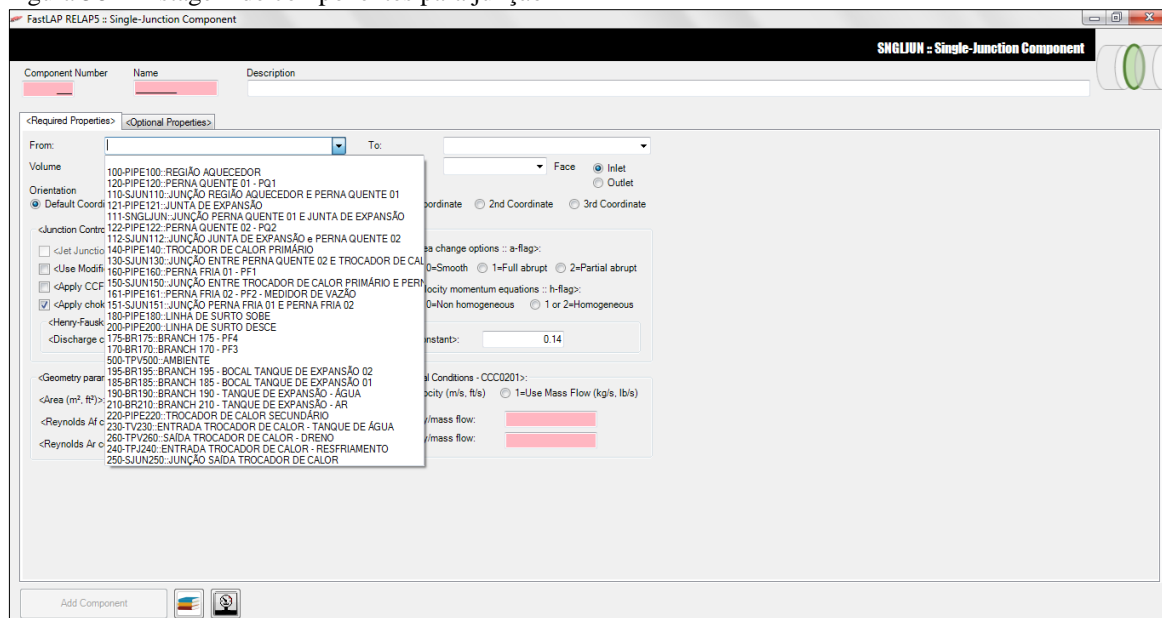 FastLAP RELAP5 :: Single-Junction Component
SNGLJUN :: Single-Junction Component
Component Number Name Description
<Required Properties> <Optional Properties>
From: To:
Volume Face Inlet
Outlet
Orientation
Default Coordi oordinate 2nd Coordinate 3rd Coordinate
100-PIPE100::REGIÃO AQUECEDOR
120-PIPE120::PERNA QUENTE 01 - PQ1
110-SJUN110::JUNÇÃO REGIÃO AQUECEDOR E PERNA QUENTE 01
121-PIPE121::JUNTA DE EXPANSÃO
111-SNGLJUN::JUNÇÃO PERNA QUENTE 01 E JUNTA DE EXPANSÃO
122-PIPE122::PERNA QUENTE 02 - PQ2
112-SJUN112::JUNÇÃO JUNTA DE EXPANSÃO e PERNA QUENTE 02
140-PIPE140::TROCADOR DE CALOR PRIMÁRIO
130-SJUN130::JUNÇÃO ENTRE PERNA QUENTE 02 E TROCADOR DE CAL
160-PIPE160::PERNA FRIA 01 - PF1
150-SJUN150::JUNÇÃO ENTRE TROCADOR DE CALOR PRIMÁRIO E PERN
161-PIPE161::PERNA FRIA 02 - PF2 - MEDIDOR DE VAZÃO
151-SJUN151::JUNÇÃO PERNA FRIA 01 E PERNA FRIA 02
180-PIPE180::LINHA DE SURTO SOBE
200-PIPE200::LINHA DE SURTO DESCE
175-BR175::BRANCH 175 - PF4
170-BR170::BRANCH 170 - PF3
500-TPV500::AMBIENTE
195-BR195::BRANCH 195 - BOCAL TANQUE DE EXPANSÃO 02
185-BR185::BRANCH 185 - BOCAL TANQUE DE EXPANSÃO 01
190-BR190::BRANCH 190 - TANQUE DE EXPANSÃO - ÁGUA
210-BR210::BRANCH 210 - TANQUE DE EXPANSÃO - AR
220-PIPE220::TROCADOR DE CALOR SECUNDÁRIO
230-TV230::ENTRADA TROCADOR DE CALOR - TANQUE DE ÁGUA
260-TPV260::SAÍDA TROCADOR DE CALOR - DRENO
240-TPJ240::ENTRADA TROCADOR DE CALOR - RESFRIAMENTO
250-SJUN250::JUNÇÃO SAÍDA TROCADOR DE CALOR
<Junction Contro
<Jet Junctio ea change options :: a-flag>:
<Use Modifi 0=Smooth 1=Full abrupt 2=Partial abrupt
<Apply CCF locity momentum equations :: h-flag>:
<Apply chok 0=Non homogeneous 1 or 2=Homogeneous
<Henry-Fausk
<Discharge c nstant>: 0.14
<Geometry parar al Conditions - CCC0201>:
<Area (m², ft²)>: ocity (m/s, ft/s) 1=Use Mass Flow (kg/s, lb/s)
<Reynolds Af c y/mass flow:
<Reynolds Ar c y/mass flow:
Add Component